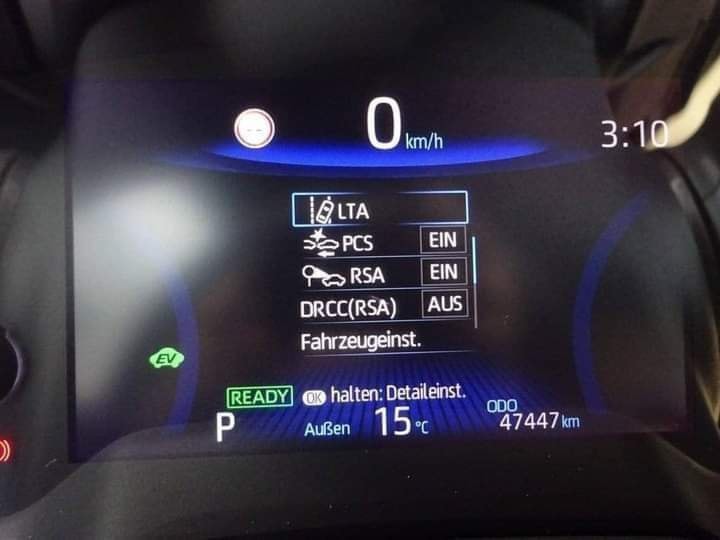 0 km/h
3:10
LTA
PCS EIN
RSA EIN
DRCC(RSA) AUS
Fahrzeugeinst.
EV
READY OK halten: Detaileinst.
P Außen 15 °C ODO 47447 km